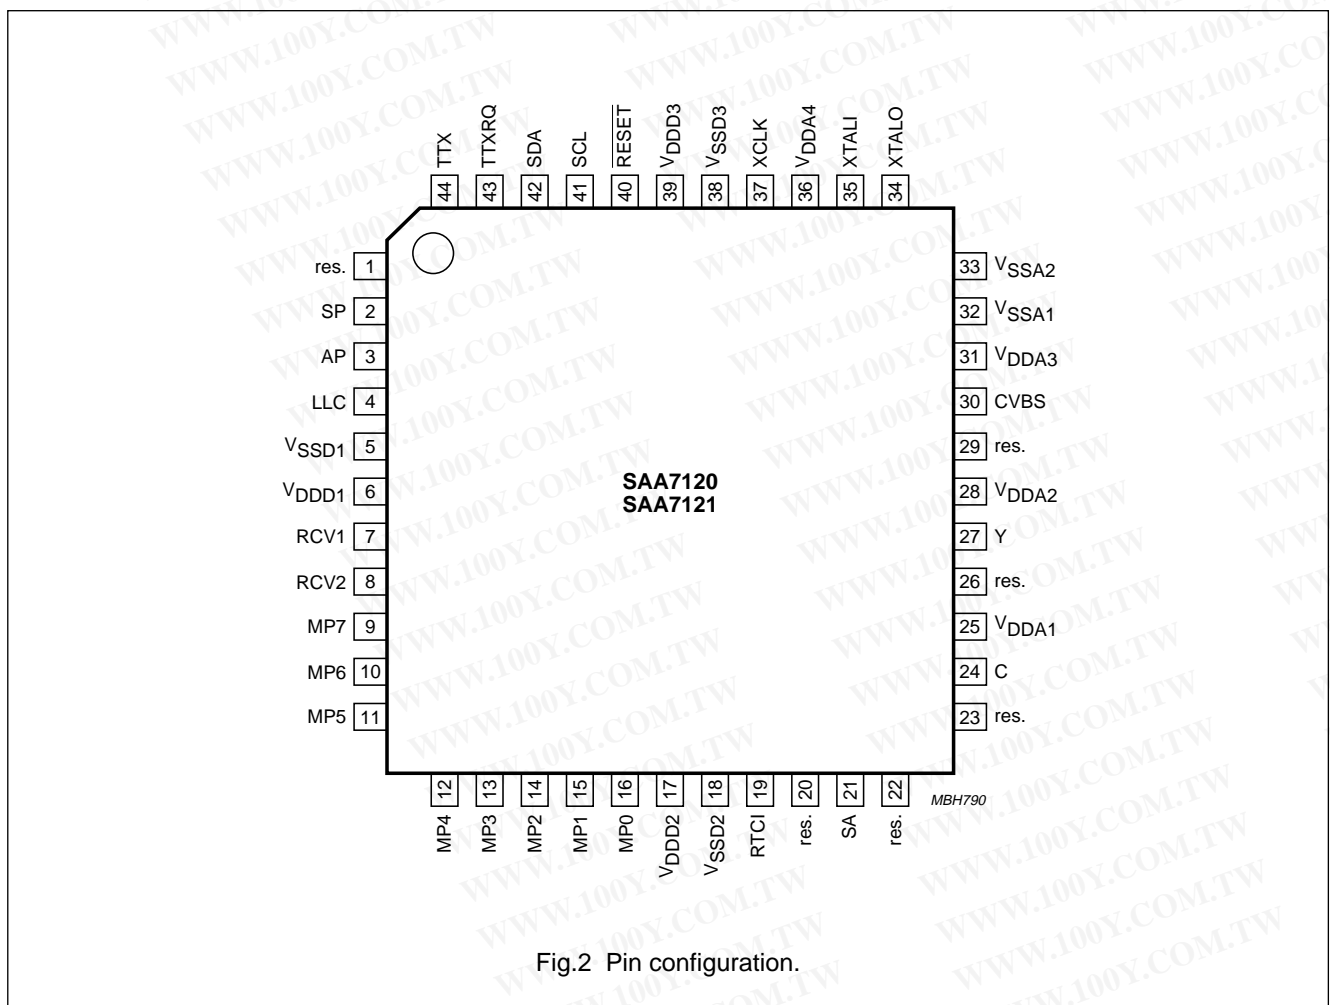 TTX
TTXRQ
SDA
SCL
RESET
VDDD3
VSSD3
XCLK
VDDA4
XTALI
XTALO
44
43
42
41
40
39
38
37
36
35
34
res. 1
SP 2
AP 3
LLC 4
VSSD1 5
VDDD1 6
RCV1 7
RCV2 8
MP7 9
MP6 10
MP5 11
SAA7120
SAA7121
33 VSSA2
32 VSSA1
31 VDDA3
30 CVBS
29 res.
28 VDDA2
27 Y
26 res.
25 VDDA1
24 C
23 res.
12
13
14
15
16
17
18
19
20
21
22
MP4
MP3
MP2
MP1
MP0
VDDD2
VSSD2
RTCI
res.
SA
res.
MBH790
Fig.2 Pin configuration.
WWW.100Y.COM.TW